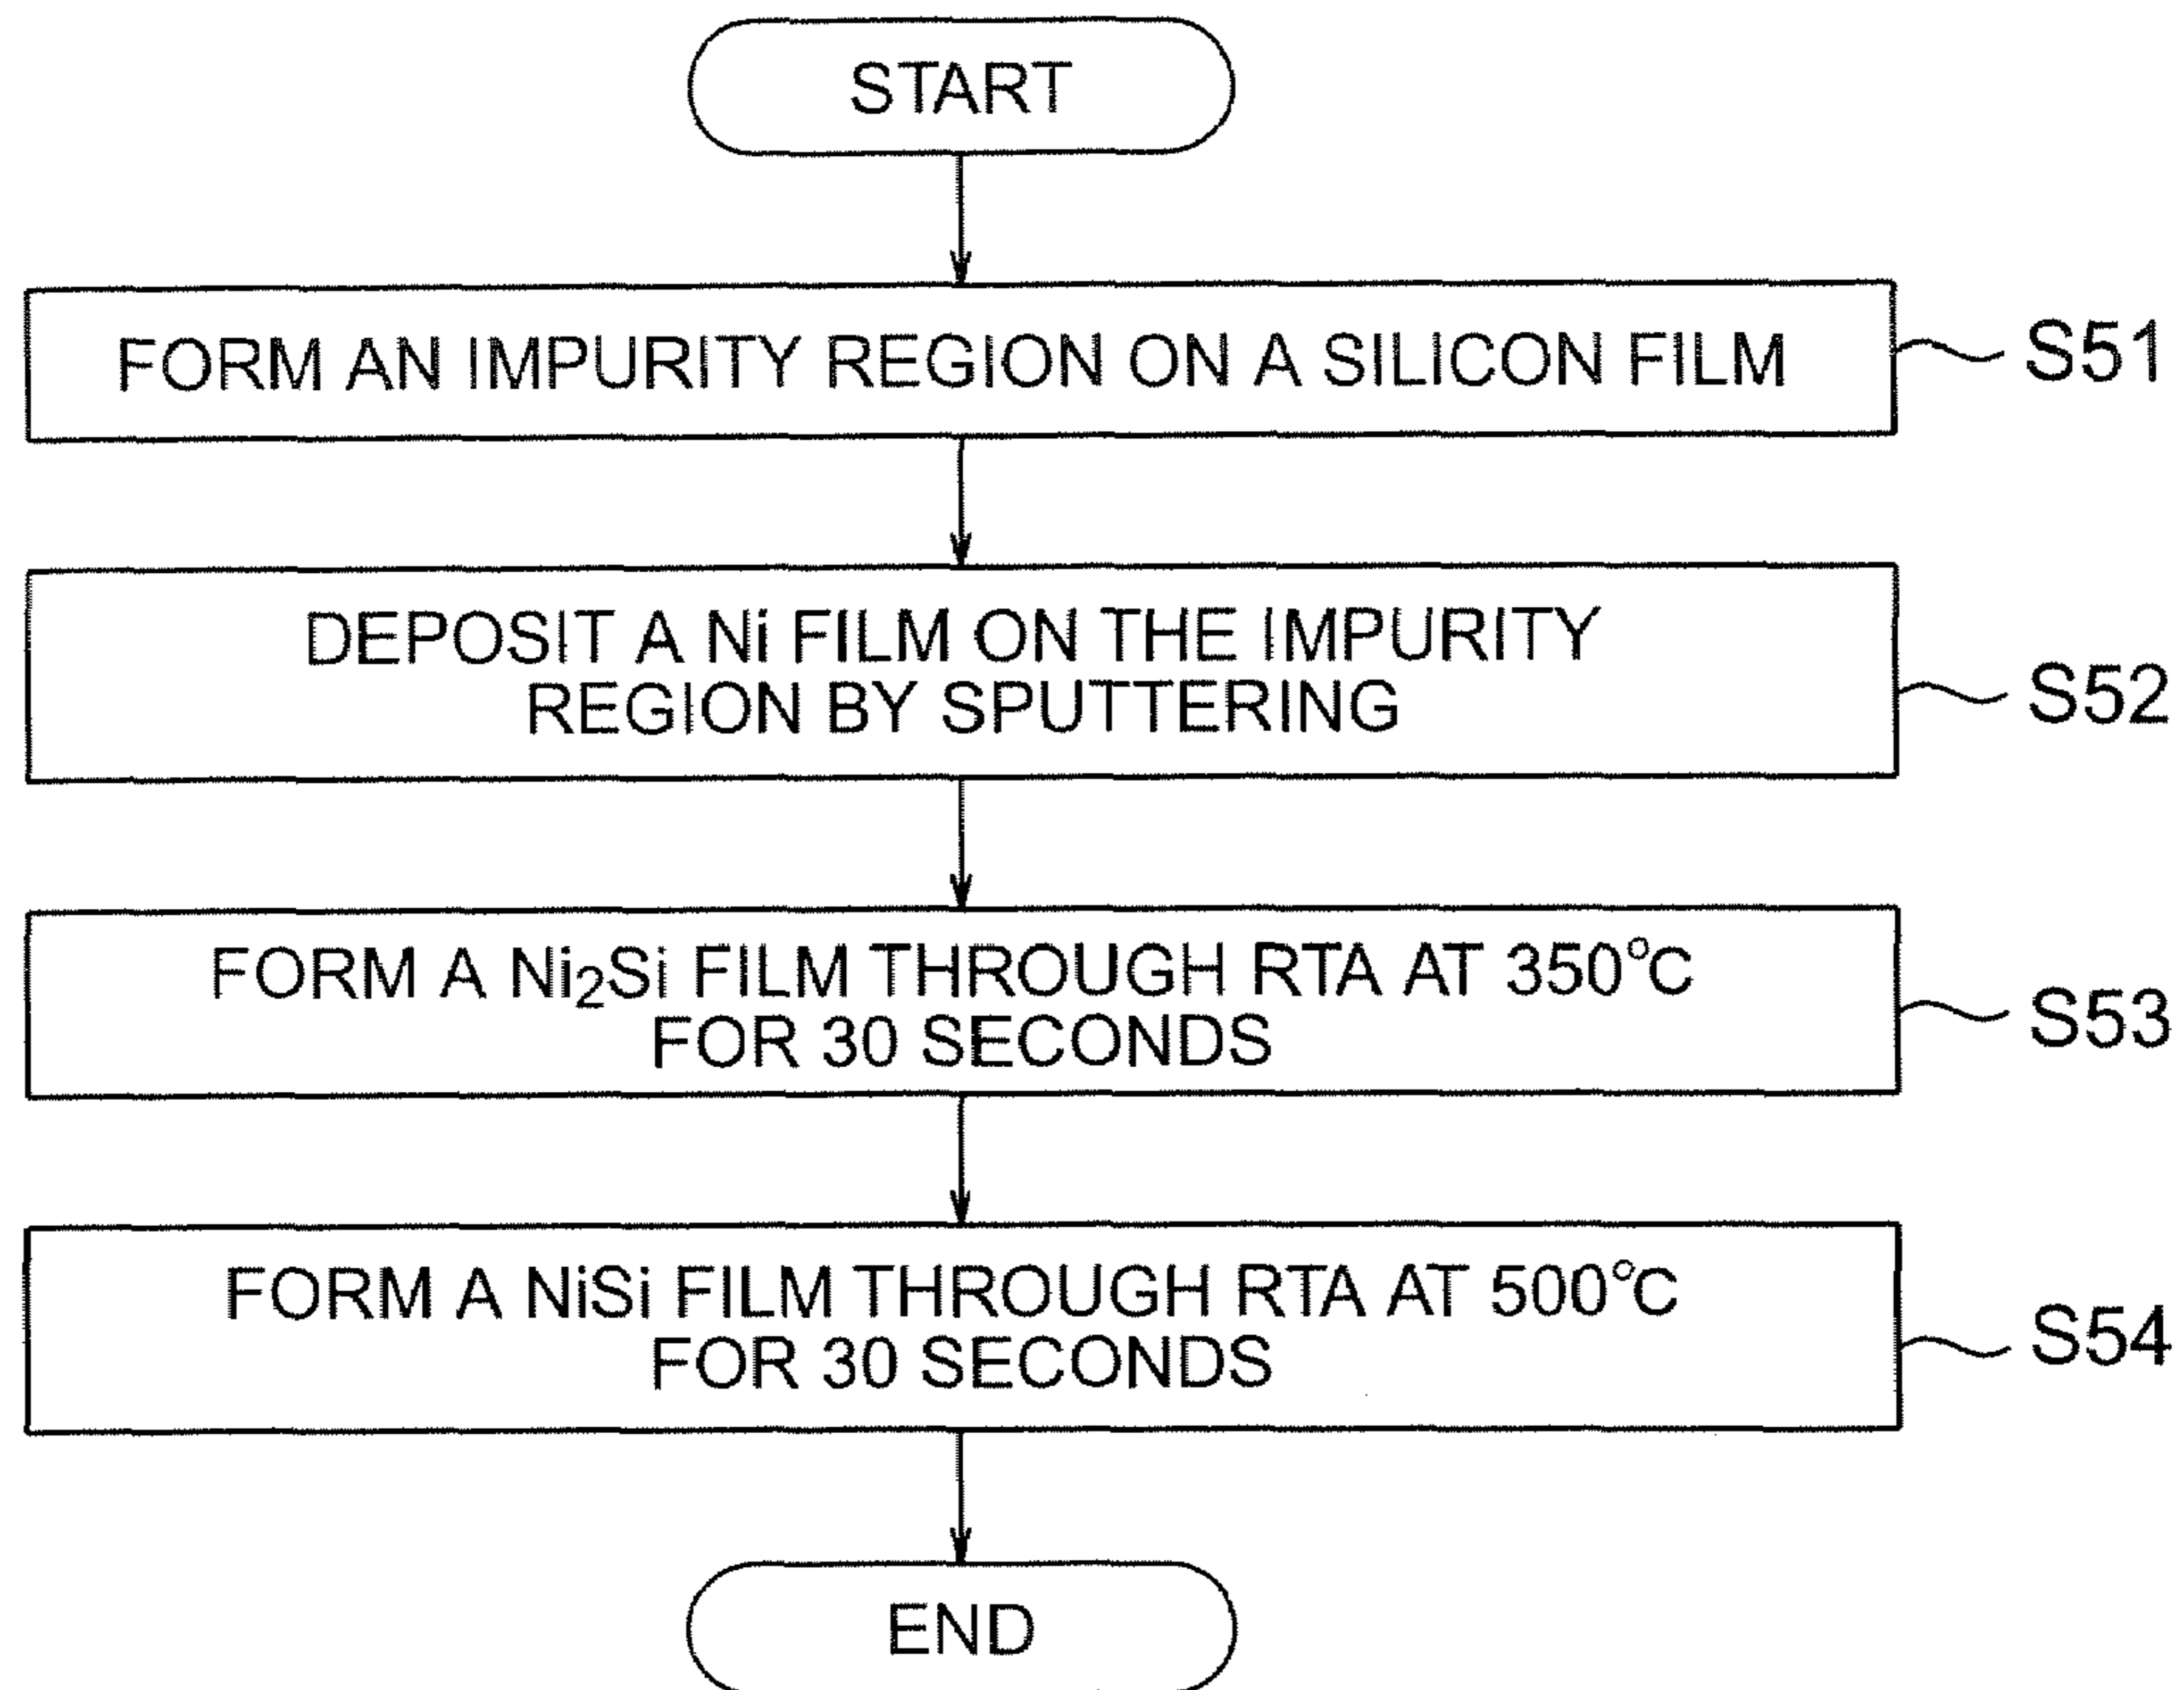 START
FORM AN IMPURITY REGION ON A SILICON FILM
S51
DEPOSIT A Ni FILM ON THE IMPURITY
REGION BY SPUTTERING
S52
FORM A Ni₂Si FILM THROUGH RTA AT 350°C
FOR 30 SECONDS
S53
FORM A NiSi FILM THROUGH RTA AT 500°C
FOR 30 SECONDS
S54
END